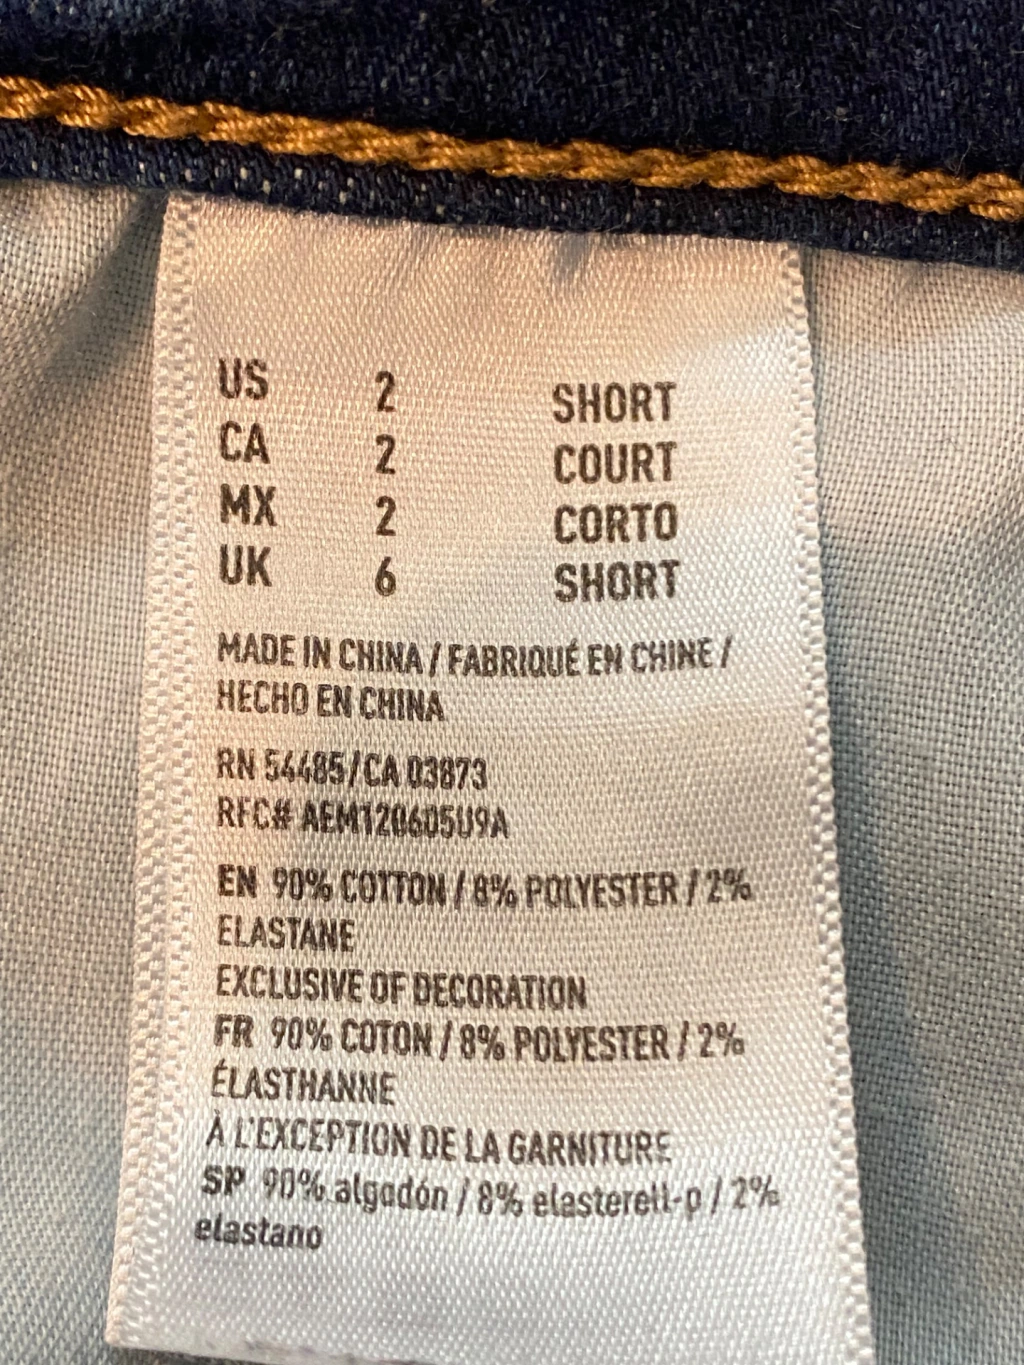 US 2 SHORT
CA 2 COURT
MX 2 CORTO
UK 6 SHORT
MADE IN CHINA / FABRIQUÉ EN CHINE /
HECHO EN CHINA
RN 54485/CA 03873
RFC# AEM120605U9A
EN 90% COTTON / 8% POLYESTER / 2%
ELASTANE
EXCLUSIVE OF DECORATION
FR 90% COTON / 8% POLYESTER / 2%
ÉLASTHANNE
À L'EXCEPTION DE LA GARNITURE
SP 90% algodón / 8% elasterell-p / 2%
elastano